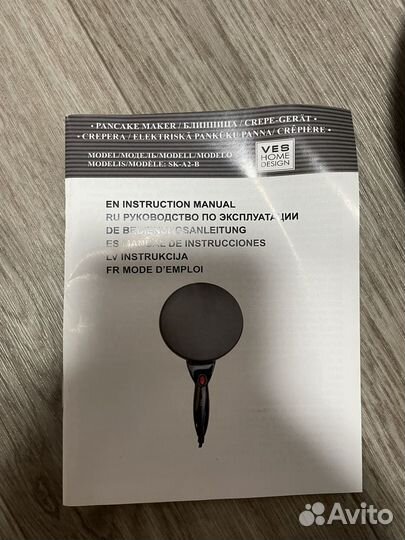 • PANCAKE MAKER / БЛИННИЦА / CREPE-GERÄT •
• CREPERA / ELEKTRISKĀ PANKŪKU PANNA / CRÊPIÈRE •
MODEL/МОДЕЛЬ/MODELL/MODELO
MODELIS/MODÈLE: SK-A2-B
VES
HOME
DESIGN
EN INSTRUCTION MANUAL
RU РУКОВОДСТВО ПО ЭКСПЛУАТАЦИИ
DE BEDIENUNGSANLEITUNG
ES MANUAL DE INSTRUCCIONES
LV INSTRUKCIJA
FR MODE D'EMPLOI
Avito